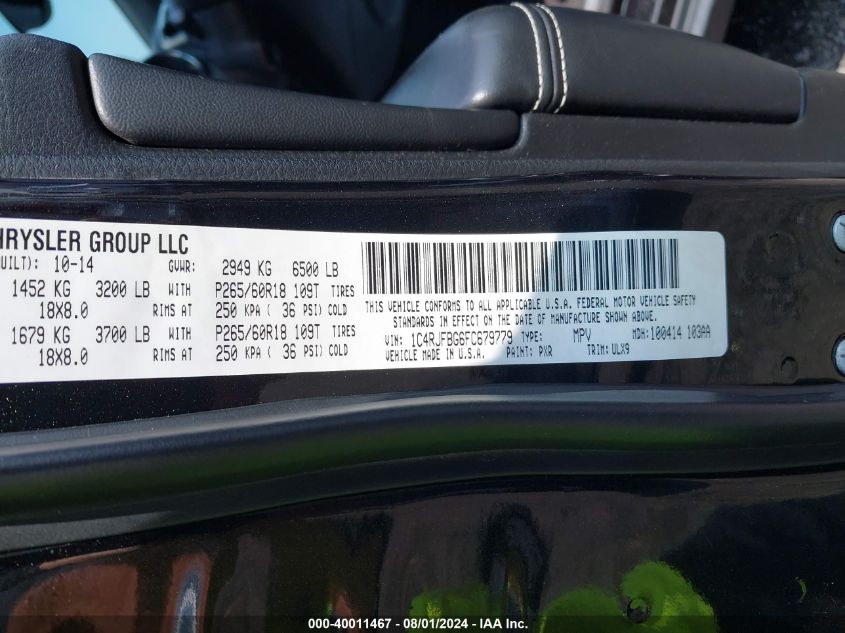 HRYSLER GROUP LLC
UILT): 10-14 GVWR: 2949 KG 6500 LB
1452 KG 3200 LB WITH P265/60R18 109T TIRES
18X8.0 RIMS AT 250 KPA ( 36 PSI) COLD
1679 KG 3700 LB WITH P265/60R18 109T TIRES
18X8.0 RIMS AT 250 KPA ( 36 PSI) COLD
THIS VEHICLE CONFORMS TO ALL APPLICABLE U.S.A. FEDERAL MOTOR VEHICLE SAFETY
STANDARDS IN EFFECT ON THE DATE OF MANUFACTURE SHOWN ABOVE.
VIN: 1C4RJFBG6FC679779 TYPE: MPV MDH:100414 103AA
VEHICLE MADE IN U.S.A. PAINT: PXR TRIM: ULX9
000-40011467 - 08/01/2024 - IAA Inc.